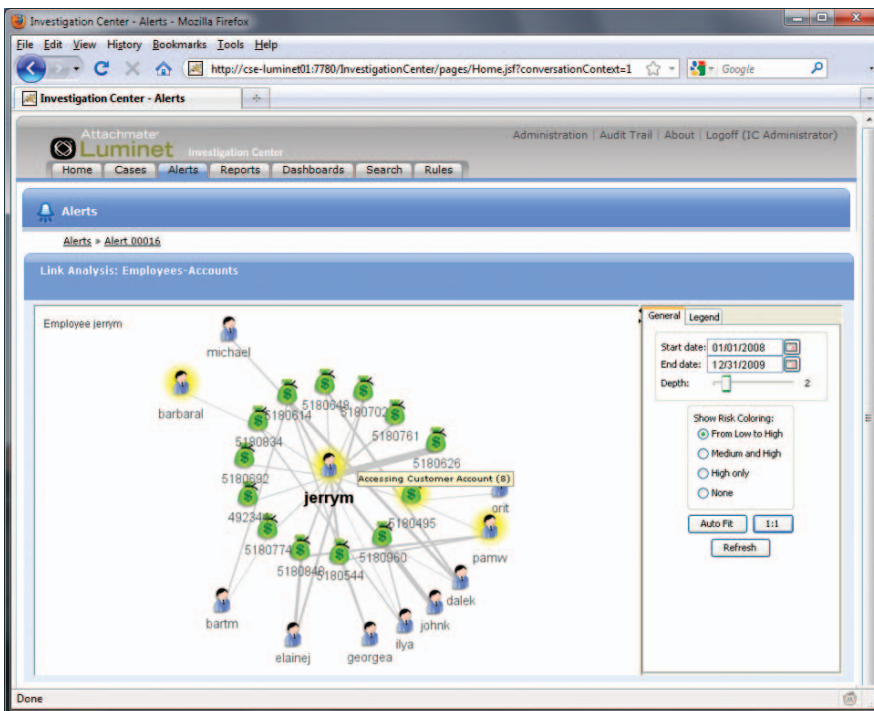 Investigation Center - Alerts - Mozilla Firefox
File Edit View History Bookmarks Tools Help
http://cse-luminet01:7780/InvestigationCenter/pages/Home.jsf?conversationContext=1
Google
Investigation Center - Alerts
Attachmate
Luminet Investigation Center
Administration | Audit Trail | About | Logoff (IC Administrator)
Home Cases Alerts Reports Dashboards Search Rules
Alerts
Alerts » Alert 00016
Link Analysis: Employees-Accounts
Employee jerrym
michael
barbaral
5180614
5180648
5180702
5180761
5180834
5180626
5180692
Accessing Customer Account (8)
jerrym
orit
5180495
5180774
5180960
pamw
5180848
5180544
dalek
bartm
johnk
ilya
elainej
georgea
General Legend
Start date: 01/01/2008
End date: 12/31/2009
Depth: 2
Show Risk Coloring:
From Low to High
Medium and High
High only
None
Auto Fit 1:1
Refresh
Done